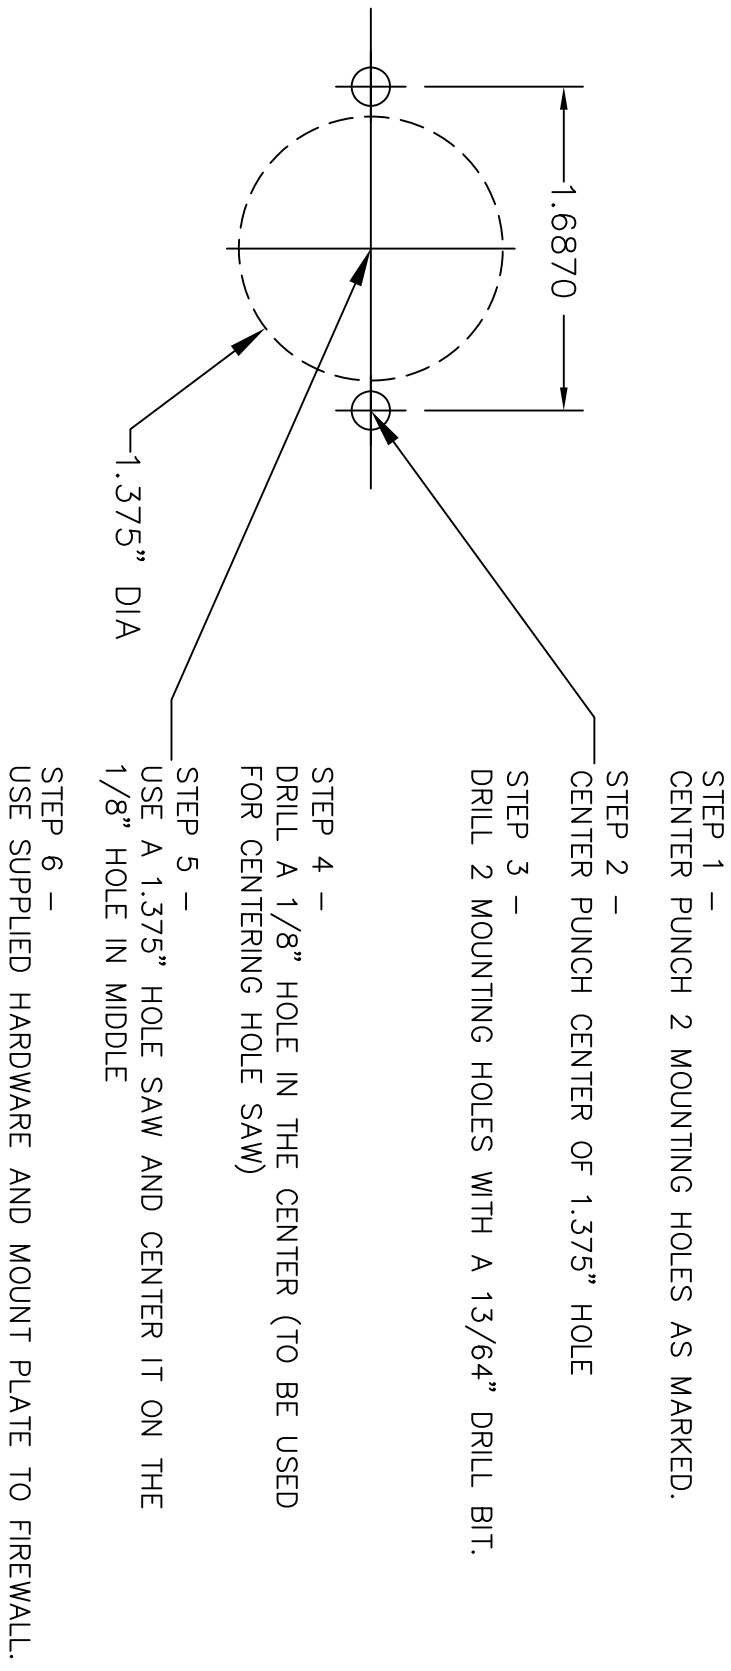 STEP 1 –
CENTER PUNCH 2 MOUNTING HOLES AS MARKED.
STEP 2 –
CENTER PUNCH CENTER OF 1.375” HOLE
STEP 3 –
DRILL 2 MOUNTING HOLES WITH A 13/64” DRILL BIT.
STEP 4 –
DRILL A 1/8” HOLE IN THE CENTER (TO BE USED
FOR CENTERING HOLE SAW)
STEP 5 –
USE A 1.375” HOLE SAW AND CENTER IT ON THE
1/8” HOLE IN MIDDLE
STEP 6 –
USE SUPPLIED HARDWARE AND MOUNT PLATE TO FIREWALL.
1.6870
1.375” DIA